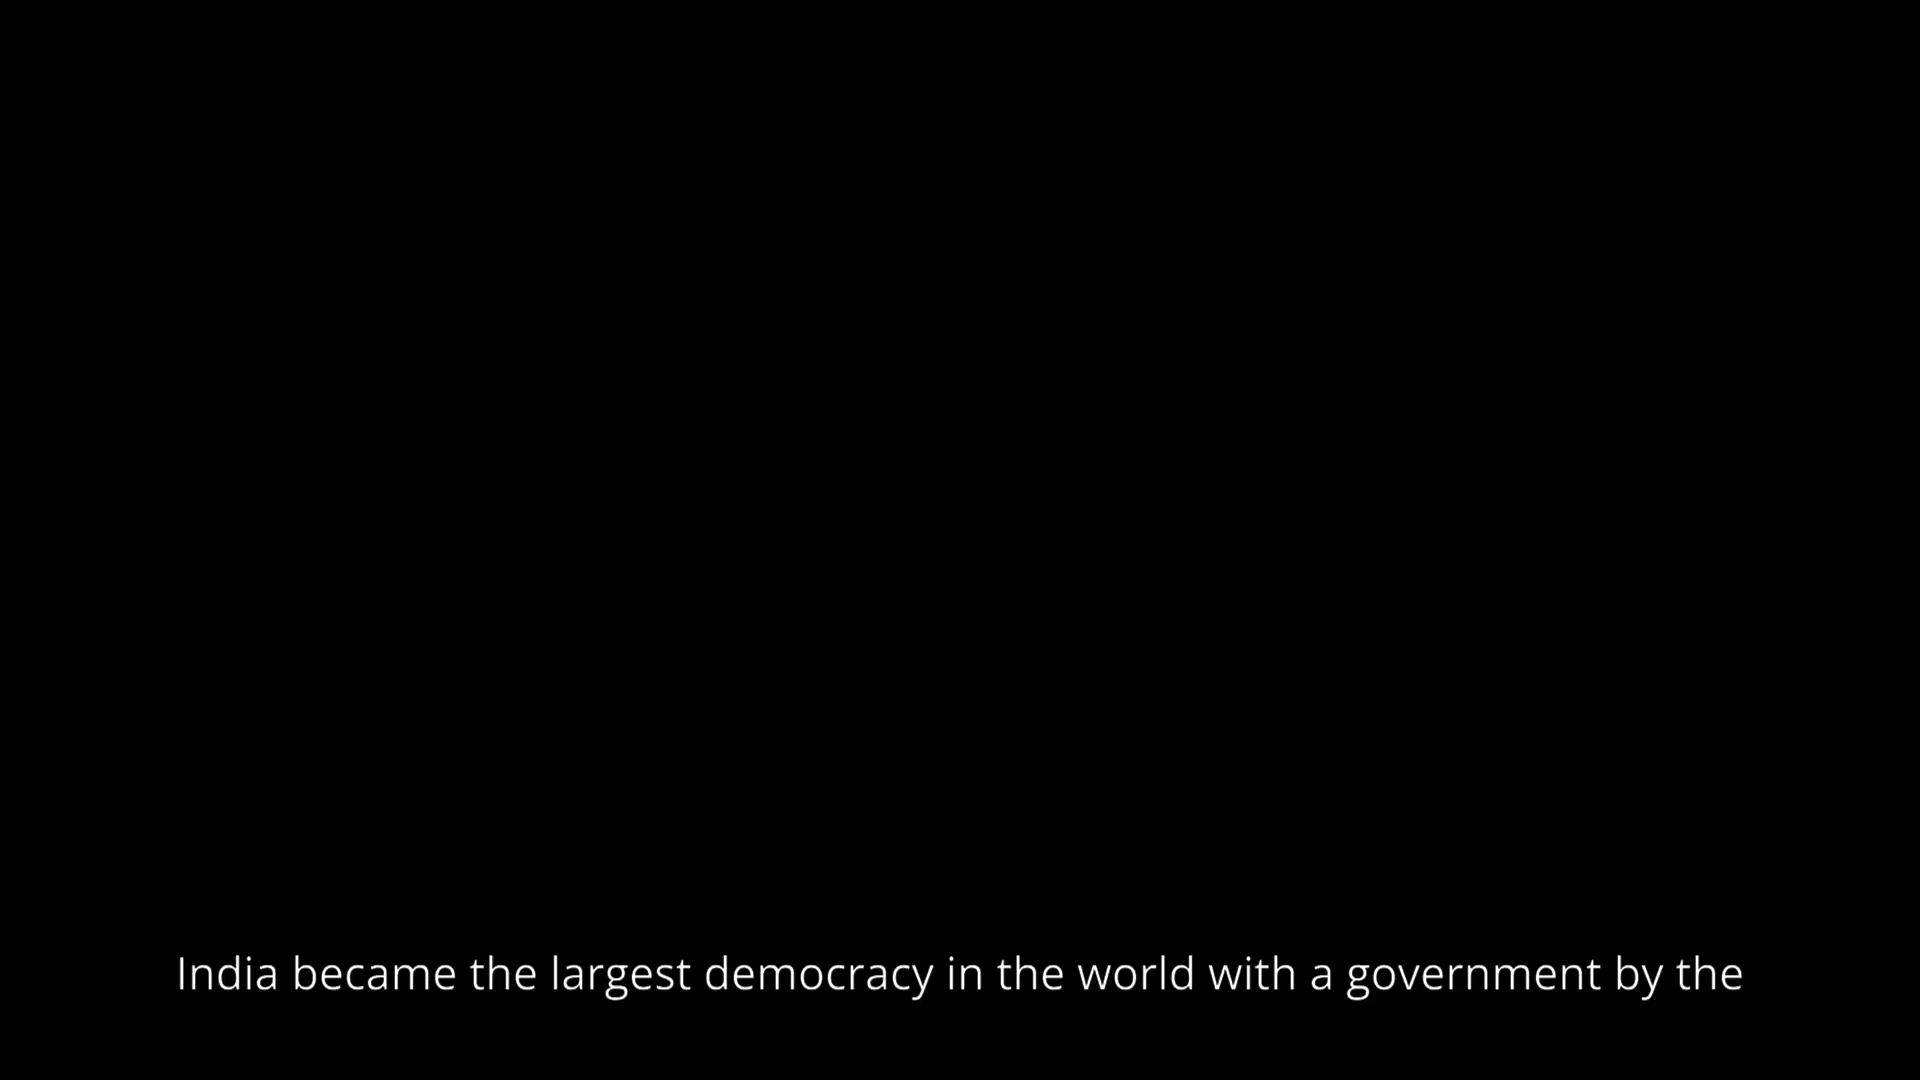 India became the largest democracy in the world with a government by the